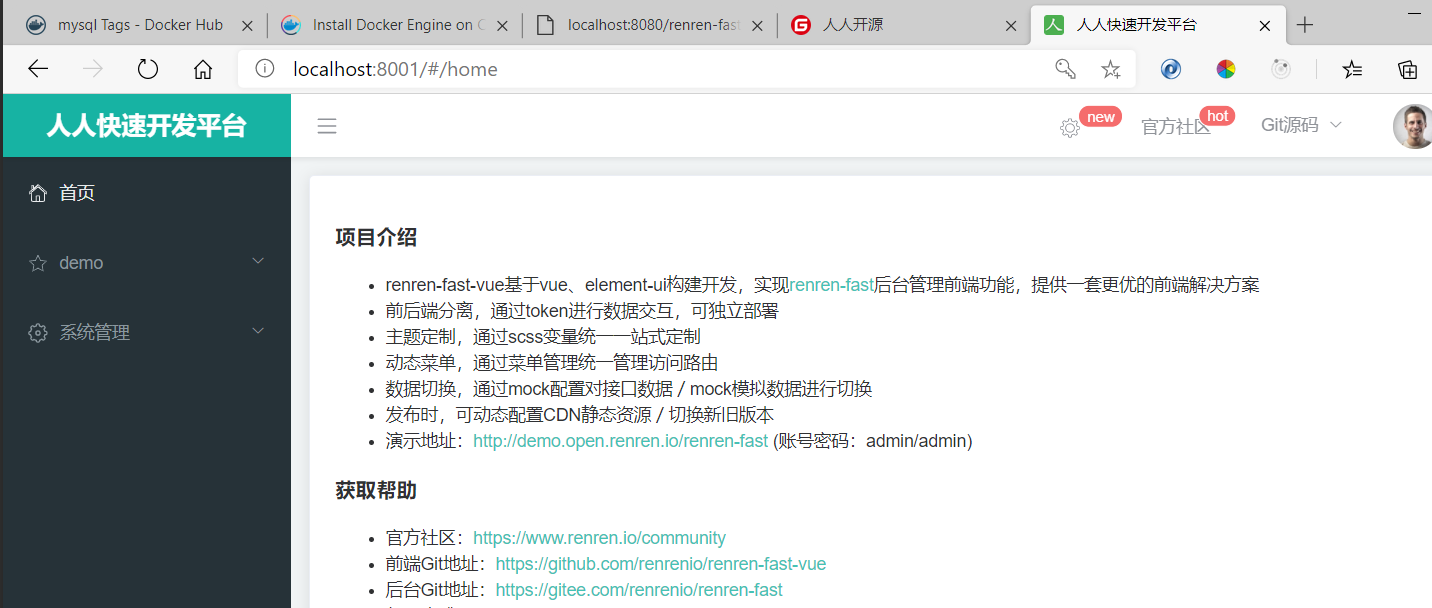 mysql Tags - Docker Hub
Install Docker Engine on C
localhost:8080/renren-fast
人人开源
人人快速开发平台
localhost:8001/#/home
人人快速开发平台
new
官方社区
hot
Git源码
首页
demo
系统管理
项目介绍
renren-fast-vue基于vue、element-ui构建开发，实现renren-fast后台管理前端功能，提供一套更优的前端解决方案
前后端分离，通过token进行数据交互，可独立部署
主题定制，通过scss变量统一一站式定制
动态菜单，通过菜单管理统一管理访问路由
数据切换，通过mock配置对接口数据／mock模拟数据进行切换
发布时，可动态配置CDN静态资源／切换新旧版本
演示地址：http://demo.open.renren.io/renren-fast (账号密码：admin/admin)
获取帮助
官方社区：https://www.renren.io/community
前端Git地址：https://github.com/renrenio/renren-fast-vue
后台Git地址：https://gitee.com/renrenio/renren-fast